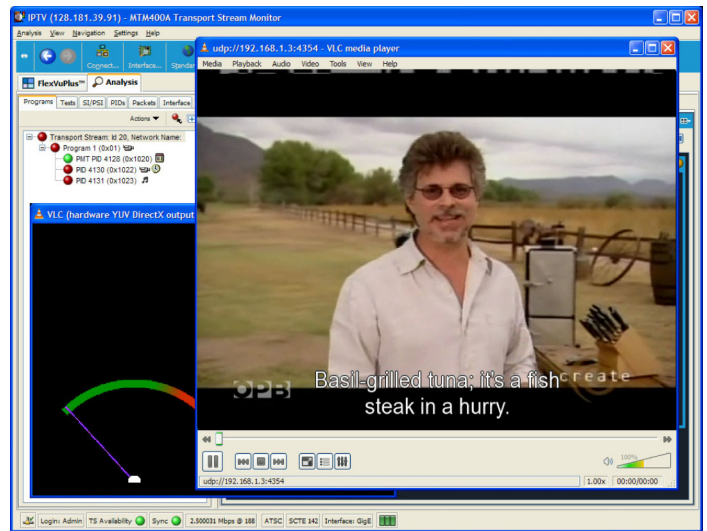 IPTV (128.181.39.91) - MTM400A Transport Stream Monitor
Analysis View Navigation Settings Help
Connect... Interface...
FlexVuPlus™ Analysis
Programs Tests SI/PSI PIDs Packets Interface
Actions
Transport Stream: Id 20, Network Name:
Program 1 (0x01)
PMT PID 4128 (0x1020)
PID 4130 (0x1022)
PID 4131 (0x1023)
VLC (hardware YUV DirectX output
udp://192.168.1.3:4354 - VLC media player
Media Playback Audio Video Tools View Help
OPB
create
Basil-grilled tuna; it's a fish
steak in a hurry.
100%
udp://192.168.1.3:4354 1.00x 00:00/00:00
Login: Admin TS Availability Sync 2.500031 Mbps @ 188 ATSC SCTE 142 Interface: GigE